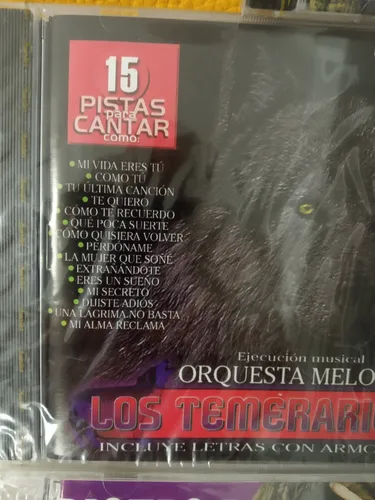 15
PISTAS
para
CANTAR
como:
• MI VIDA ERES TÚ
• COMO TÚ
• TU ÚLTIMA CANCIÓN
• TE QUIERO
• COMO TE RECUERDO
• QUÉ POCA SUERTE
• CÓMO QUISIERA VOLVER
• PERDÓNAME
• LA MUJER QUE SOÑÉ
• EXTRAÑÁNDOTE
• ERES UN SUEÑO
• MI SECRETO
• DIJISTE ADIÓS
• UNA LÁGRIMA NO BASTA
• MI ALMA RECLAMA
Ejecución musical
ORQUESTA MELO
LOS TEMERARI
INCLUYE LETRAS CON ARMO